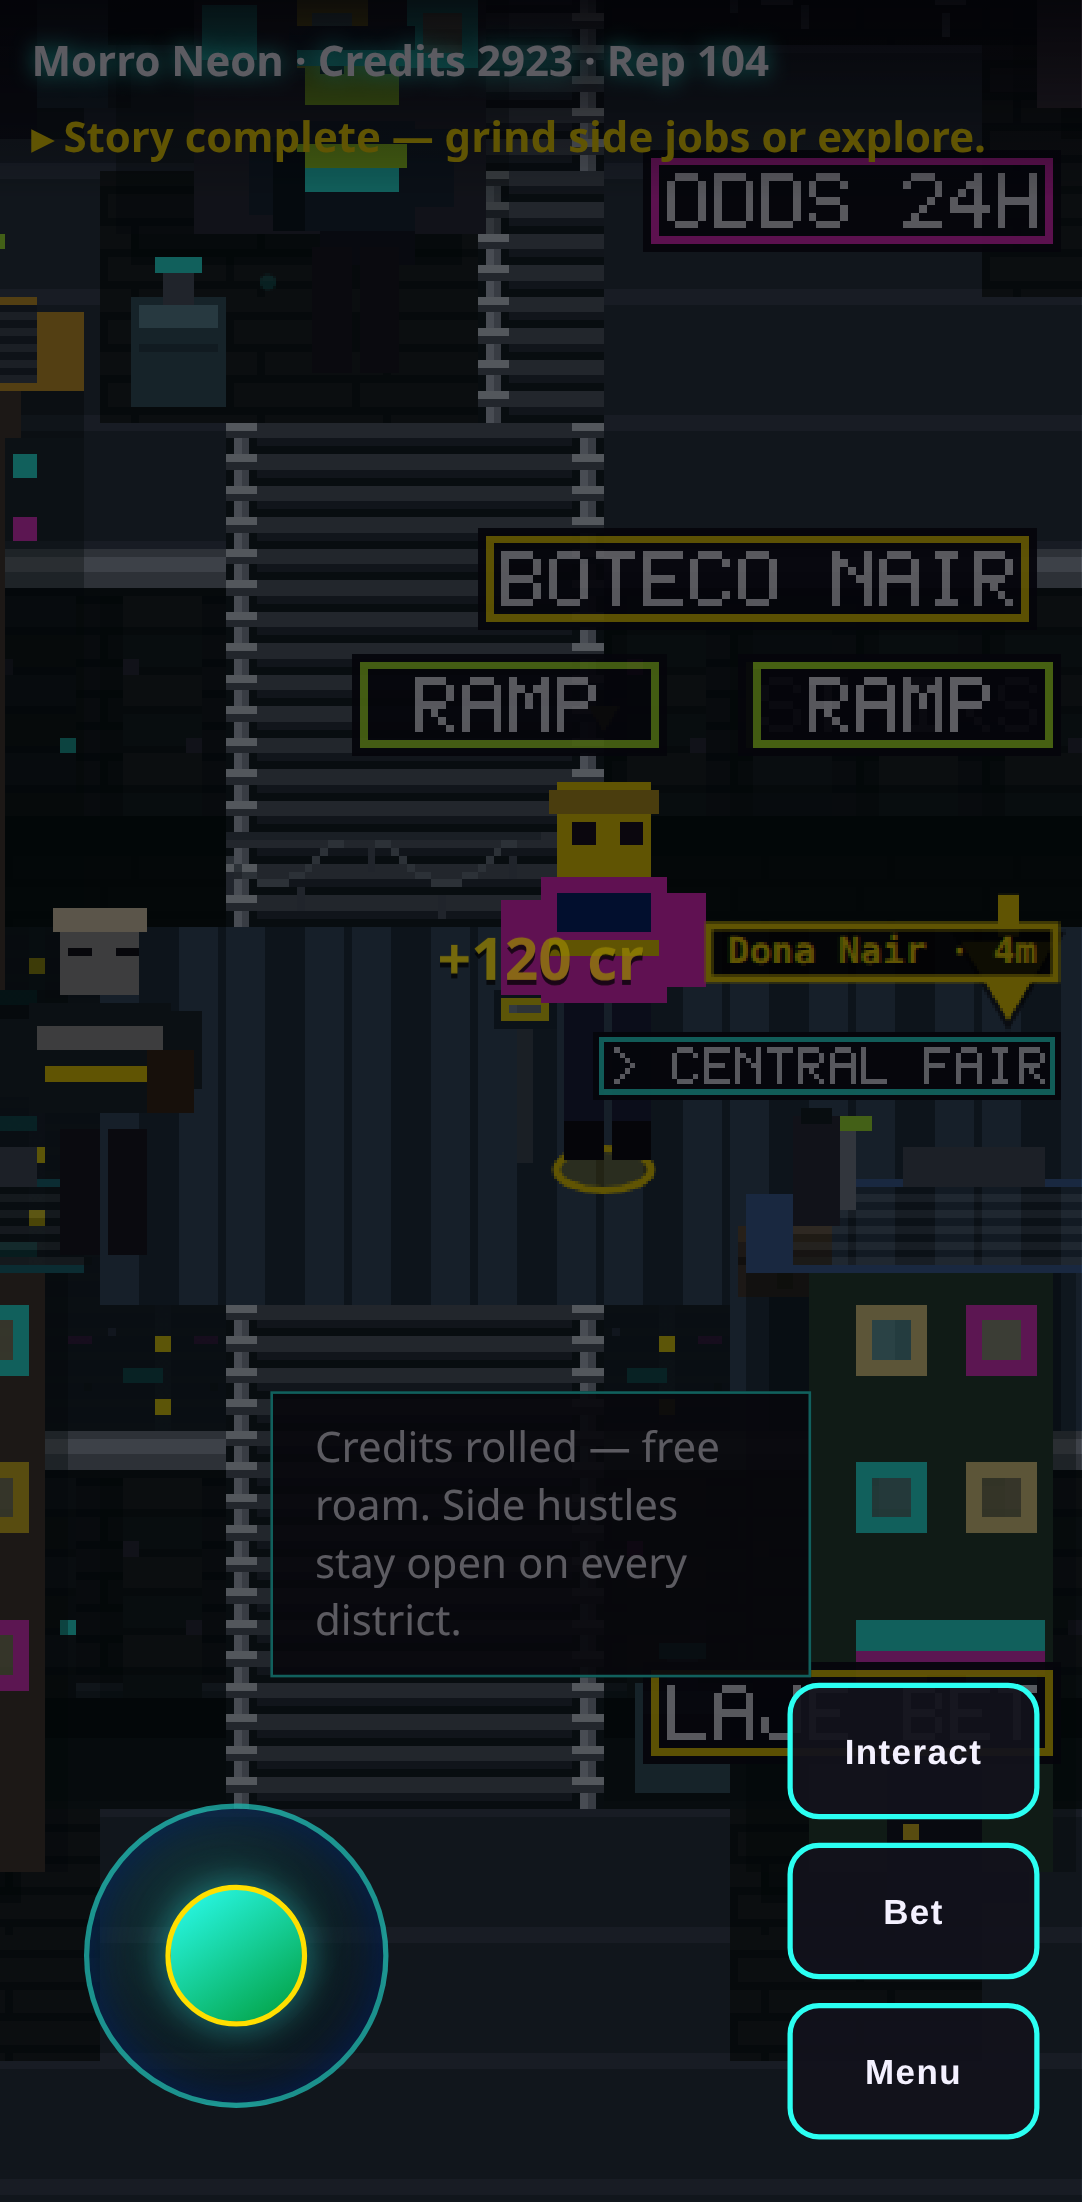 Morro Neon · Credits 2923 · Rep 104
▸ Story complete — grind side jobs or explore.
ODDS 24H
BOTECO NAIR
RAMP
RAMP
+120 cr
Dona Nair · 4m
> CENTRAL FAIR
Credits rolled — free
roam. Side hustles
stay open on every
district.
LAJE BET
Interact
Bet
Menu